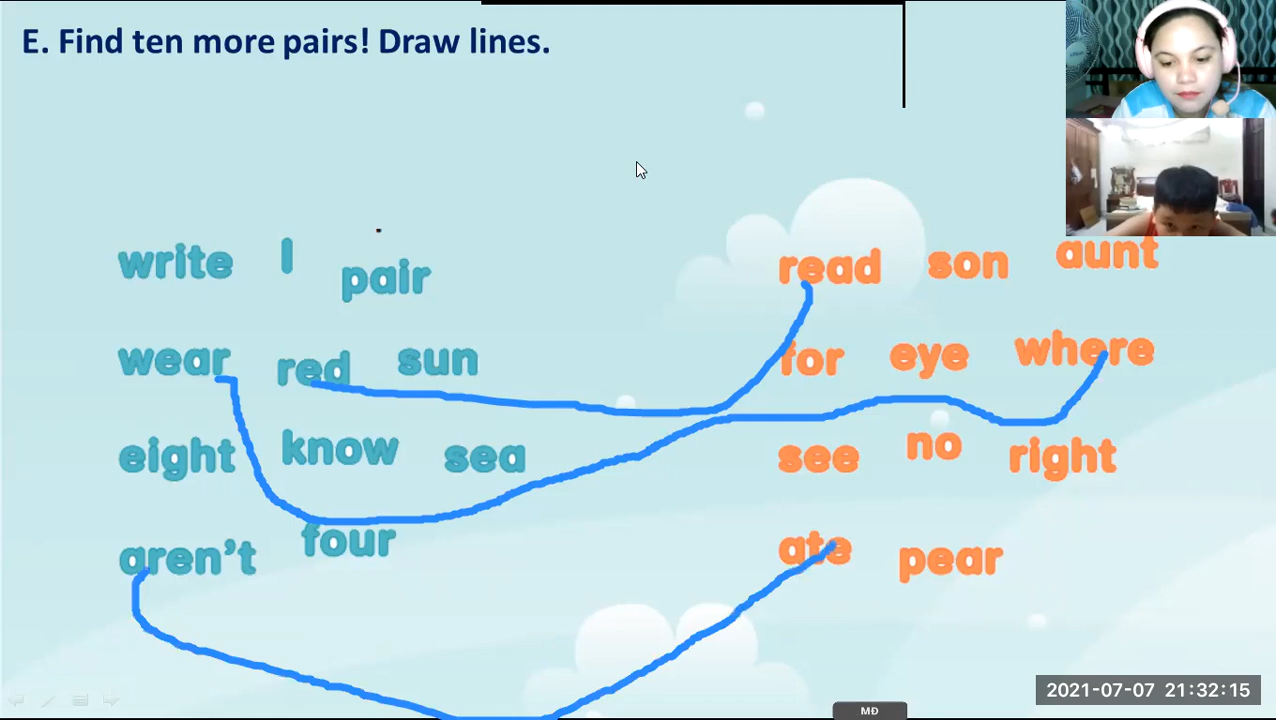 E. Find ten more pairs! Draw lines.
write I pair read son aunt
wear red sun for eye where
eight know sea see no right
aren't four ate pear
2021-07-07 21:32:15
MĐ